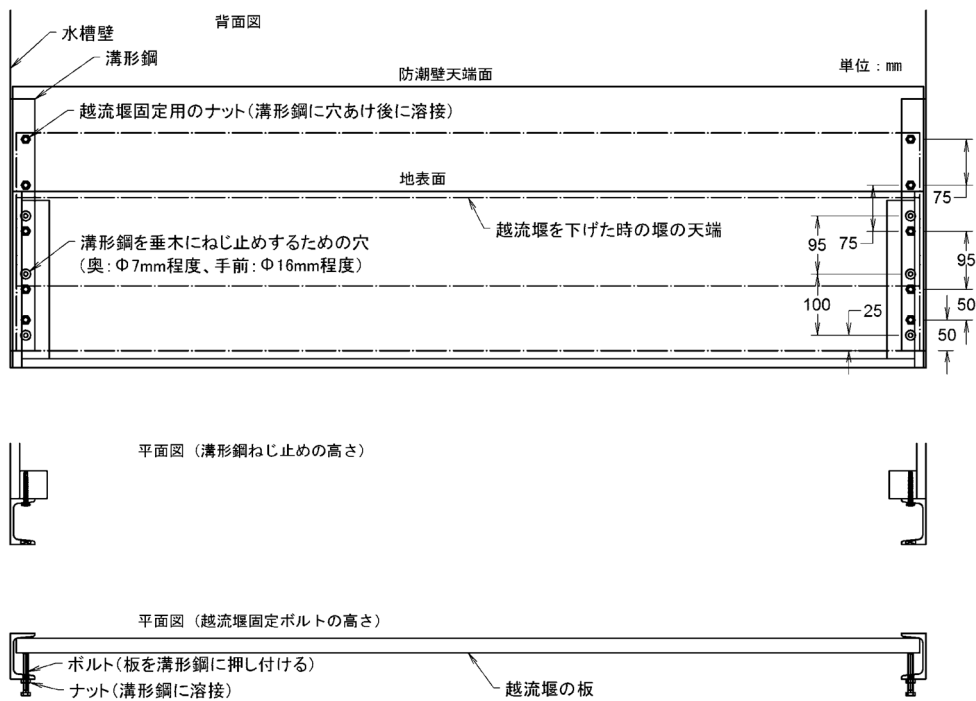 背面図
水槽壁
溝形鋼
単位：㎜
防潮壁天端面
越流堰固定用のナット（溝形鋼に穴あけ後に溶接）
地表面
75
越流堰を下げた時の堰の天端
溝形鋼を垂木にねじ止めするための穴
（奥：Φ7mm程度、手前：Φ16mm程度）
95
75
95
100
25
50
50
平面図（溝形鋼ねじ止めの高さ）
平面図（越流堰固定ボルトの高さ）
ボルト（板を溝形鋼に押し付ける）
ナット（溝形鋼に溶接）
越流堰の板